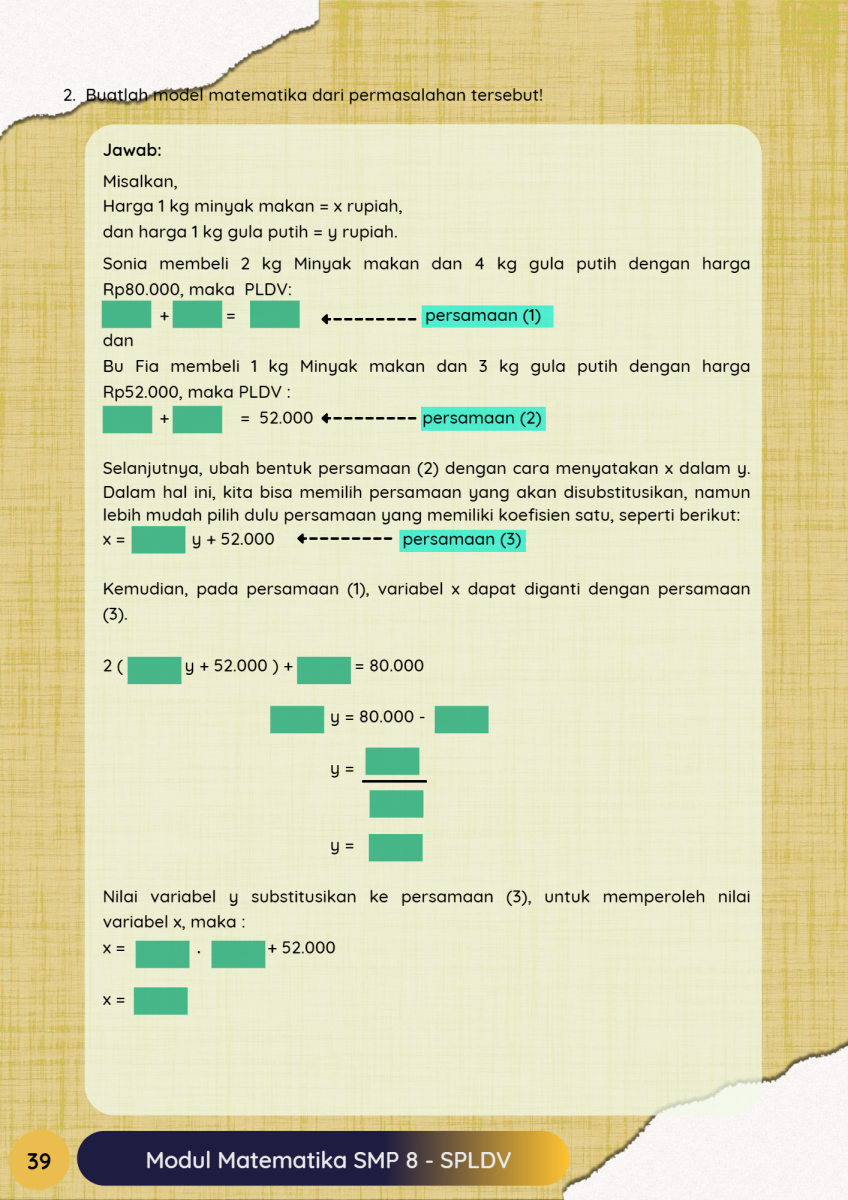 2. Buatlah model matematika dari permasalahan tersebut!
Jawab:
Misalkan,
Harga 1 kg minyak makan = x rupiah,
dan harga 1 kg gula putih = y rupiah.
Sonia membeli 2 kg Minyak makan dan 4 kg gula putih dengan harga
Rp80.000, maka PLDV:
+ = persamaan (1)
dan
Bu Fia membeli 1 kg Minyak makan dan 3 kg gula putih dengan harga
Rp52.000, maka PLDV :
+ = 52.000 persamaan (2)
Selanjutnya, ubah bentuk persamaan (2) dengan cara menyatakan x dalam y.
Dalam hal ini, kita bisa memilih persamaan yang akan disubstitusikan, namun
lebih mudah pilih dulu persamaan yang memiliki koefisien satu, seperti berikut:
x = y + 52.000 persamaan (3)
Kemudian, pada persamaan (1), variabel x dapat diganti dengan persamaan
(3).
2 ( y + 52.000 ) + = 80.000
y = 80.000 -
y =
y =
Nilai variabel y substitusikan ke persamaan (3), untuk memperoleh nilai
variabel x, maka :
x = . + 52.000
x =
39 Modul Matematika SMP 8 - SPLDV